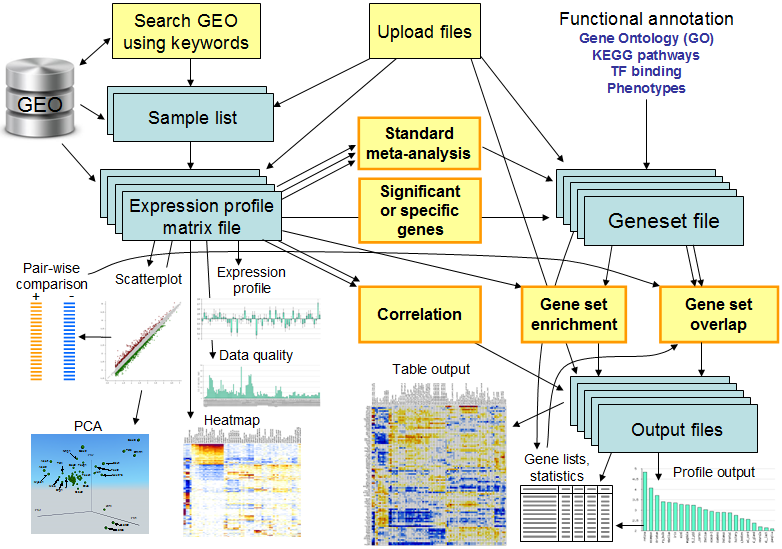 Search GEO
using keywords
Upload files
Functional annotation
Gene Ontology (GO)
KEGG pathways
TF binding
Phenotypes
GEO
Sample list
Standard
meta-analysis
Expression profile
matrix file
Significant
or specific
genes
Geneset file
Pair-wise
comparison
+ –
Scatterplot
Expression
profile
Correlation
Gene set
enrichment
Gene set
overlap
Data quality
Table output
PCA
Heatmap
Output files
Gene lists,
statistics
Profile output